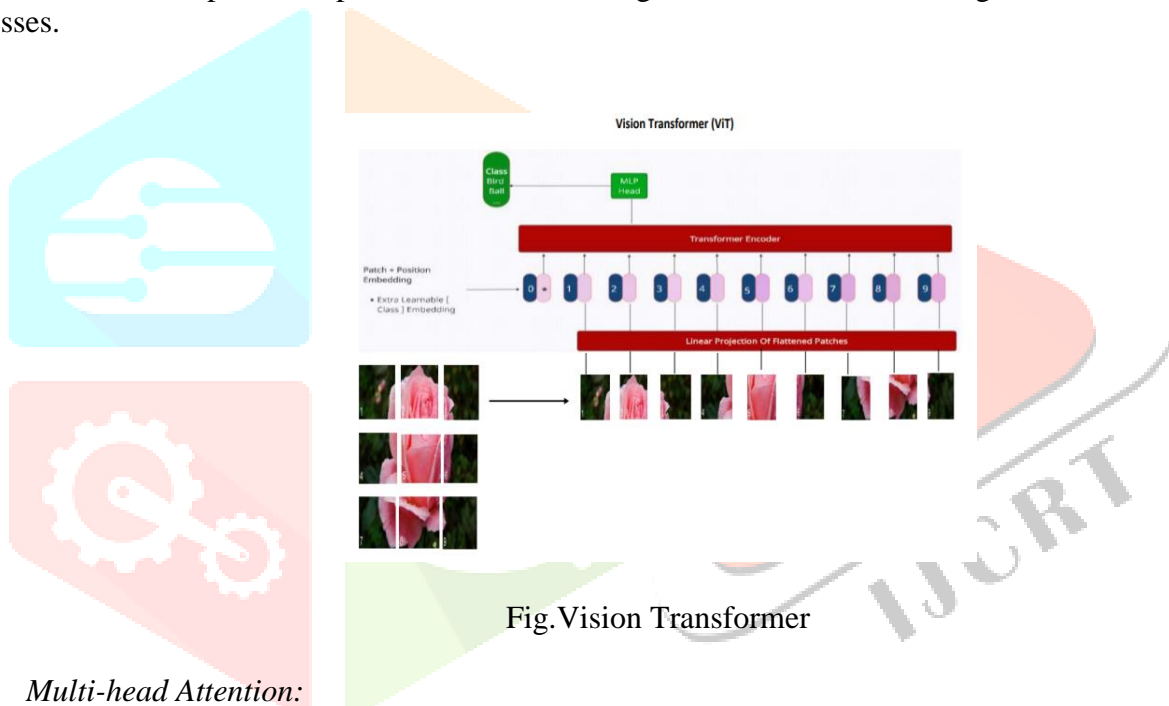 sses.
Vision Transformer (ViT)
Class
Bird
Ball
...
MLP
Head
Transformer Encoder
Patch + Position
Embedding
• Extra Learnable [
Class ] Embedding
0 * 1 2 3 4 5 6 7 8 9
Linear Projection Of Flattened Patches
Fig.Vision Transformer
IJCRT
Multi-head Attention: